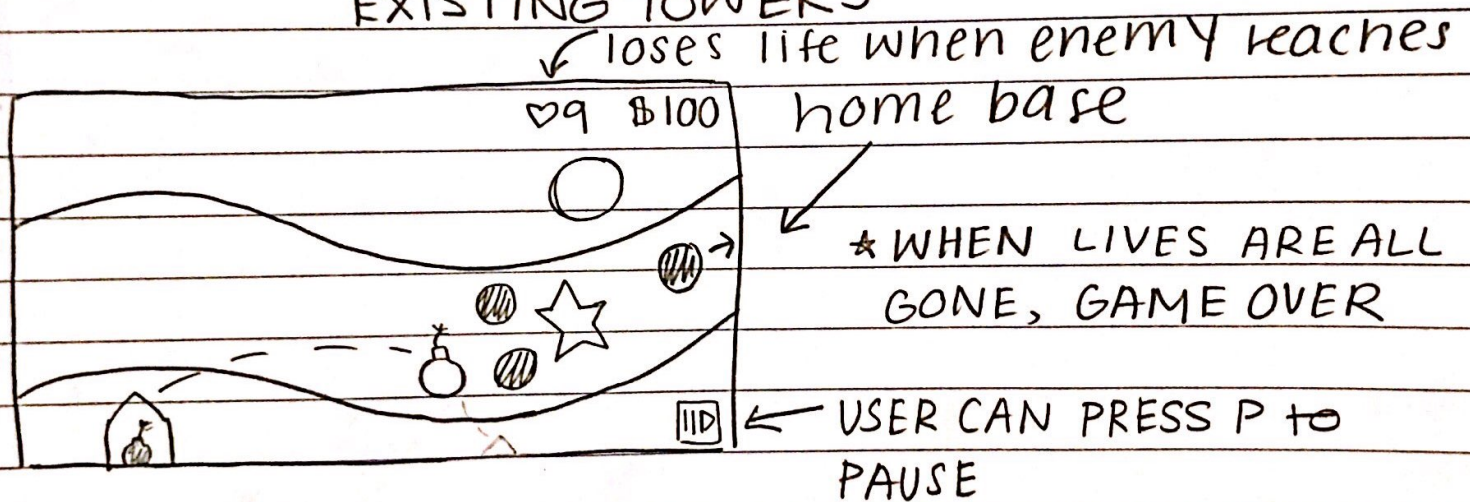 EXISTING TOWERS
loses life when enemy reaches
♡9 $100
home base
★ WHEN LIVES ARE ALL
GONE, GAME OVER
USER CAN PRESS P to
PAUSE